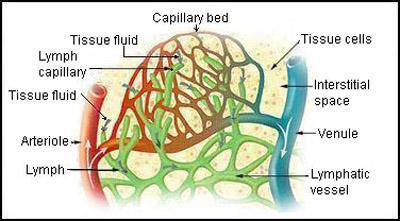 Capillary bed
Tissue fluid
Tissue cells
Lymph
capillary
Interstitial
space
Tissue fluid
Arteriole
Venule
Lymph
Lymphatic
vessel